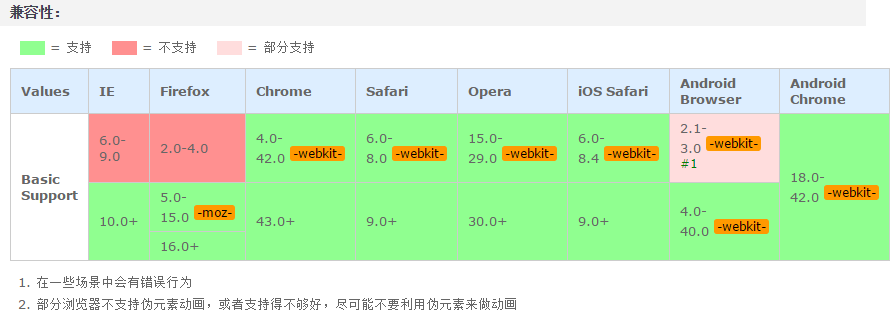 兼容性：
= 支持 = 不支持 = 部分支持
Values IE Firefox Chrome Safari Opera iOS Safari Android Browser Android Chrome
Basic Support
6.0-9.0
2.0-4.0
4.0-42.0 -webkit-
6.0-8.0 -webkit-
15.0-29.0 -webkit-
6.0-8.4 -webkit-
2.1-3.0 -webkit- #1
18.0-42.0 -webkit-
10.0+
5.0-15.0 -moz-
16.0+
43.0+
9.0+
30.0+
9.0+
4.0-40.0 -webkit-
1. 在一些场景中会有错误行为
2. 部分浏览器不支持伪元素动画，或者支持得不够好，尽可能不要利用伪元素来做动画